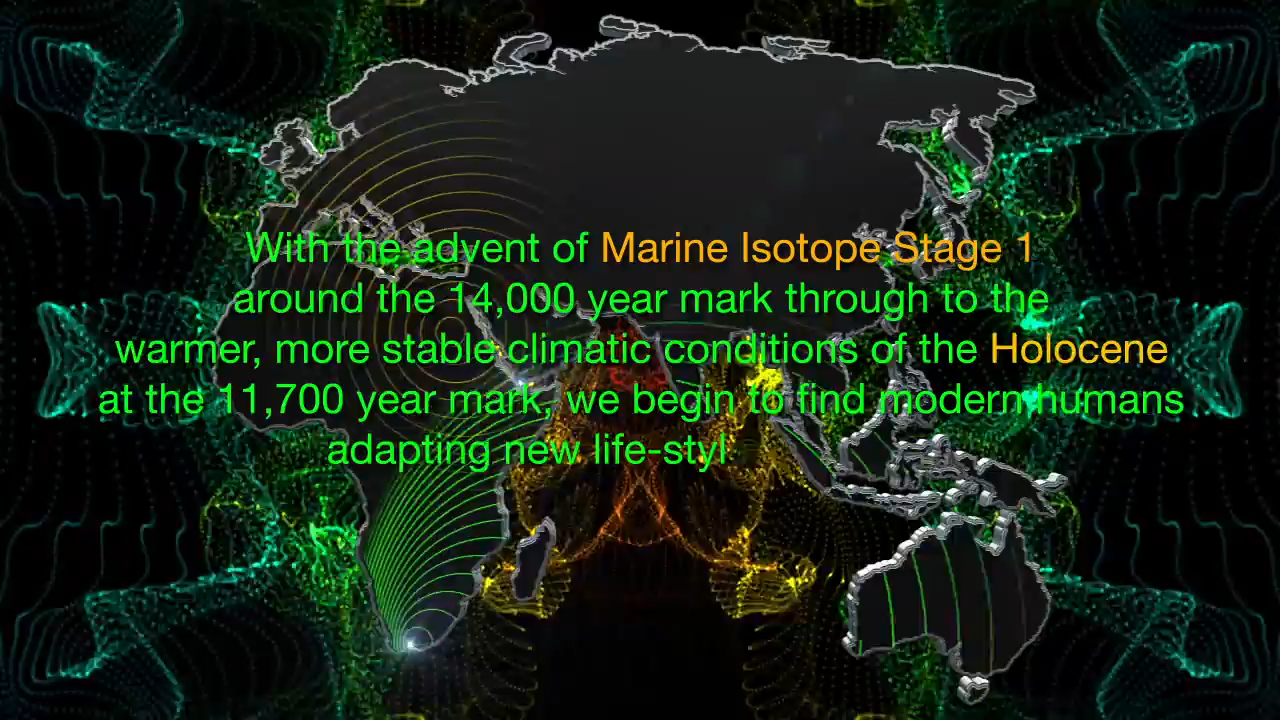 With the advent of Marine Isotope Stage 1
around the 14,000 year mark through to the
warmer, more stable climatic conditions of the Holocene
at the 11,700 year mark, we begin to find modern humans
adapting new life-styl